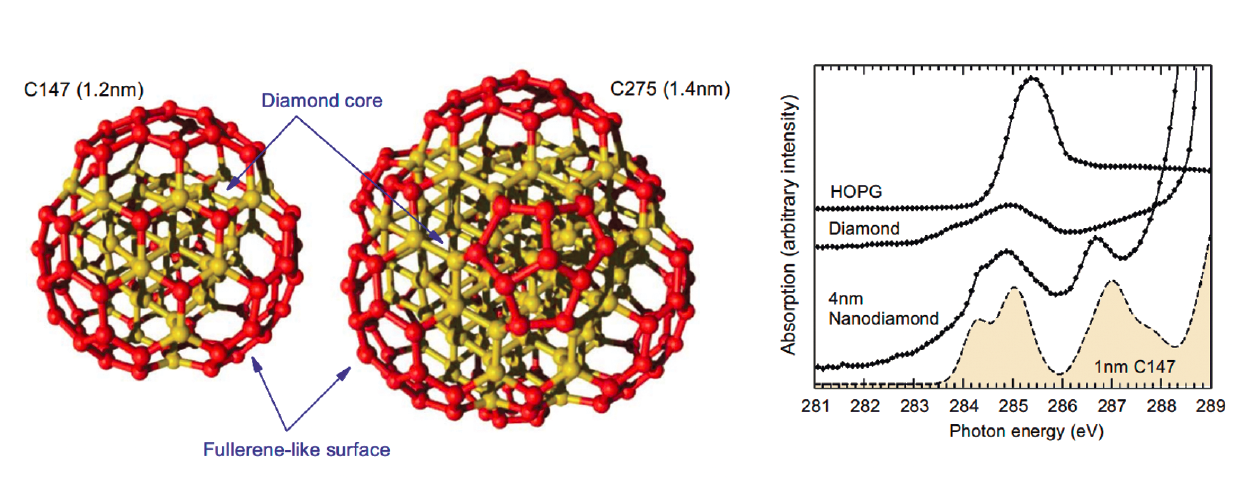 C147 (1.2nm)
Diamond core
C275 (1.4nm)
Fullerene-like surface
Absorption (arbitrary intensity)
HOPG
Diamond
4nm
Nanodiamond
1nm C147
281 282 283 284 285 286 287 288 289
Photon energy (eV)